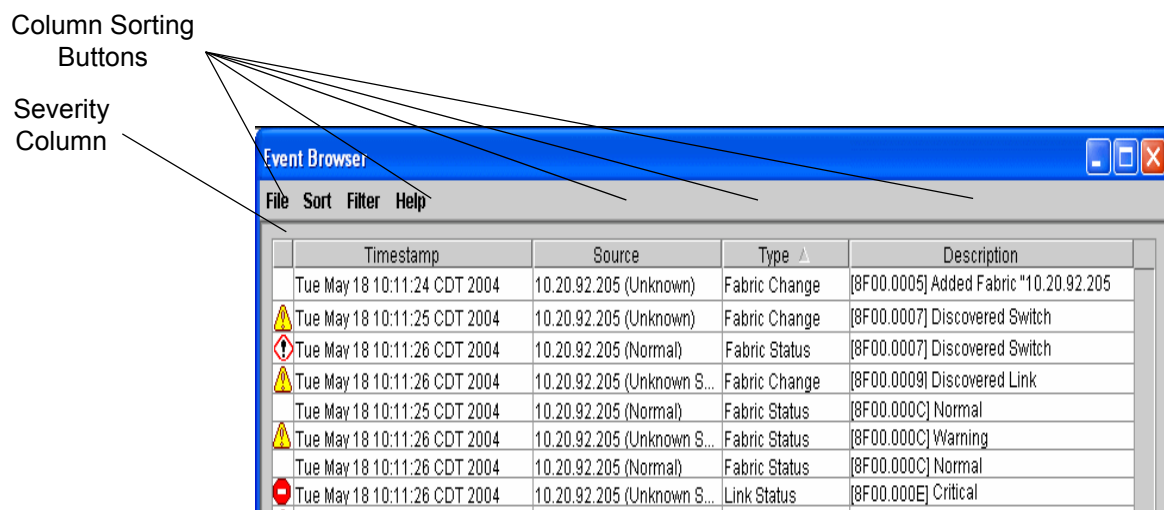 Column Sorting
Buttons
Severity
Column
Event Browser
File Sort Filter Help
Timestamp Source Type Description
Tue May 18 10:11:24 CDT 2004 10.20.92.205 (Unknown) Fabric Change [8F00.0005] Added Fabric "10.20.92.205
Tue May 18 10:11:25 CDT 2004 10.20.92.205 (Unknown) Fabric Change [8F00.0007] Discovered Switch
Tue May 18 10:11:26 CDT 2004 10.20.92.205 (Normal) Fabric Status [8F00.0007] Discovered Switch
Tue May 18 10:11:26 CDT 2004 10.20.92.205 (Unknown S... Fabric Change [8F00.0009] Discovered Link
Tue May 18 10:11:25 CDT 2004 10.20.92.205 (Normal) Fabric Status [8F00.000C] Normal
Tue May 18 10:11:26 CDT 2004 10.20.92.205 (Unknown S... Fabric Status [8F00.000C] Warning
Tue May 18 10:11:26 CDT 2004 10.20.92.205 (Normal) Fabric Status [8F00.000C] Normal
Tue May 18 10:11:26 CDT 2004 10.20.92.205 (Unknown S... Link Status [8F00.000E] Critical